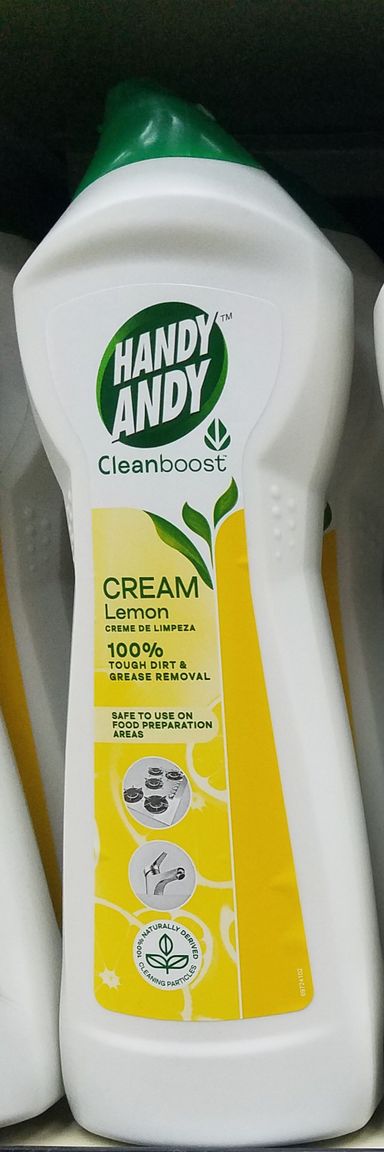 HANDY
ANDY
TM
Cleanboost™
CREAM
Lemon
CREME DE LIMPEZA
100%
TOUGH DIRT &
GREASE REMOVAL
SAFE TO USE ON
FOOD PREPARATION
AREAS
100% NATURALLY DERIVED
CLEANING PARTICLES